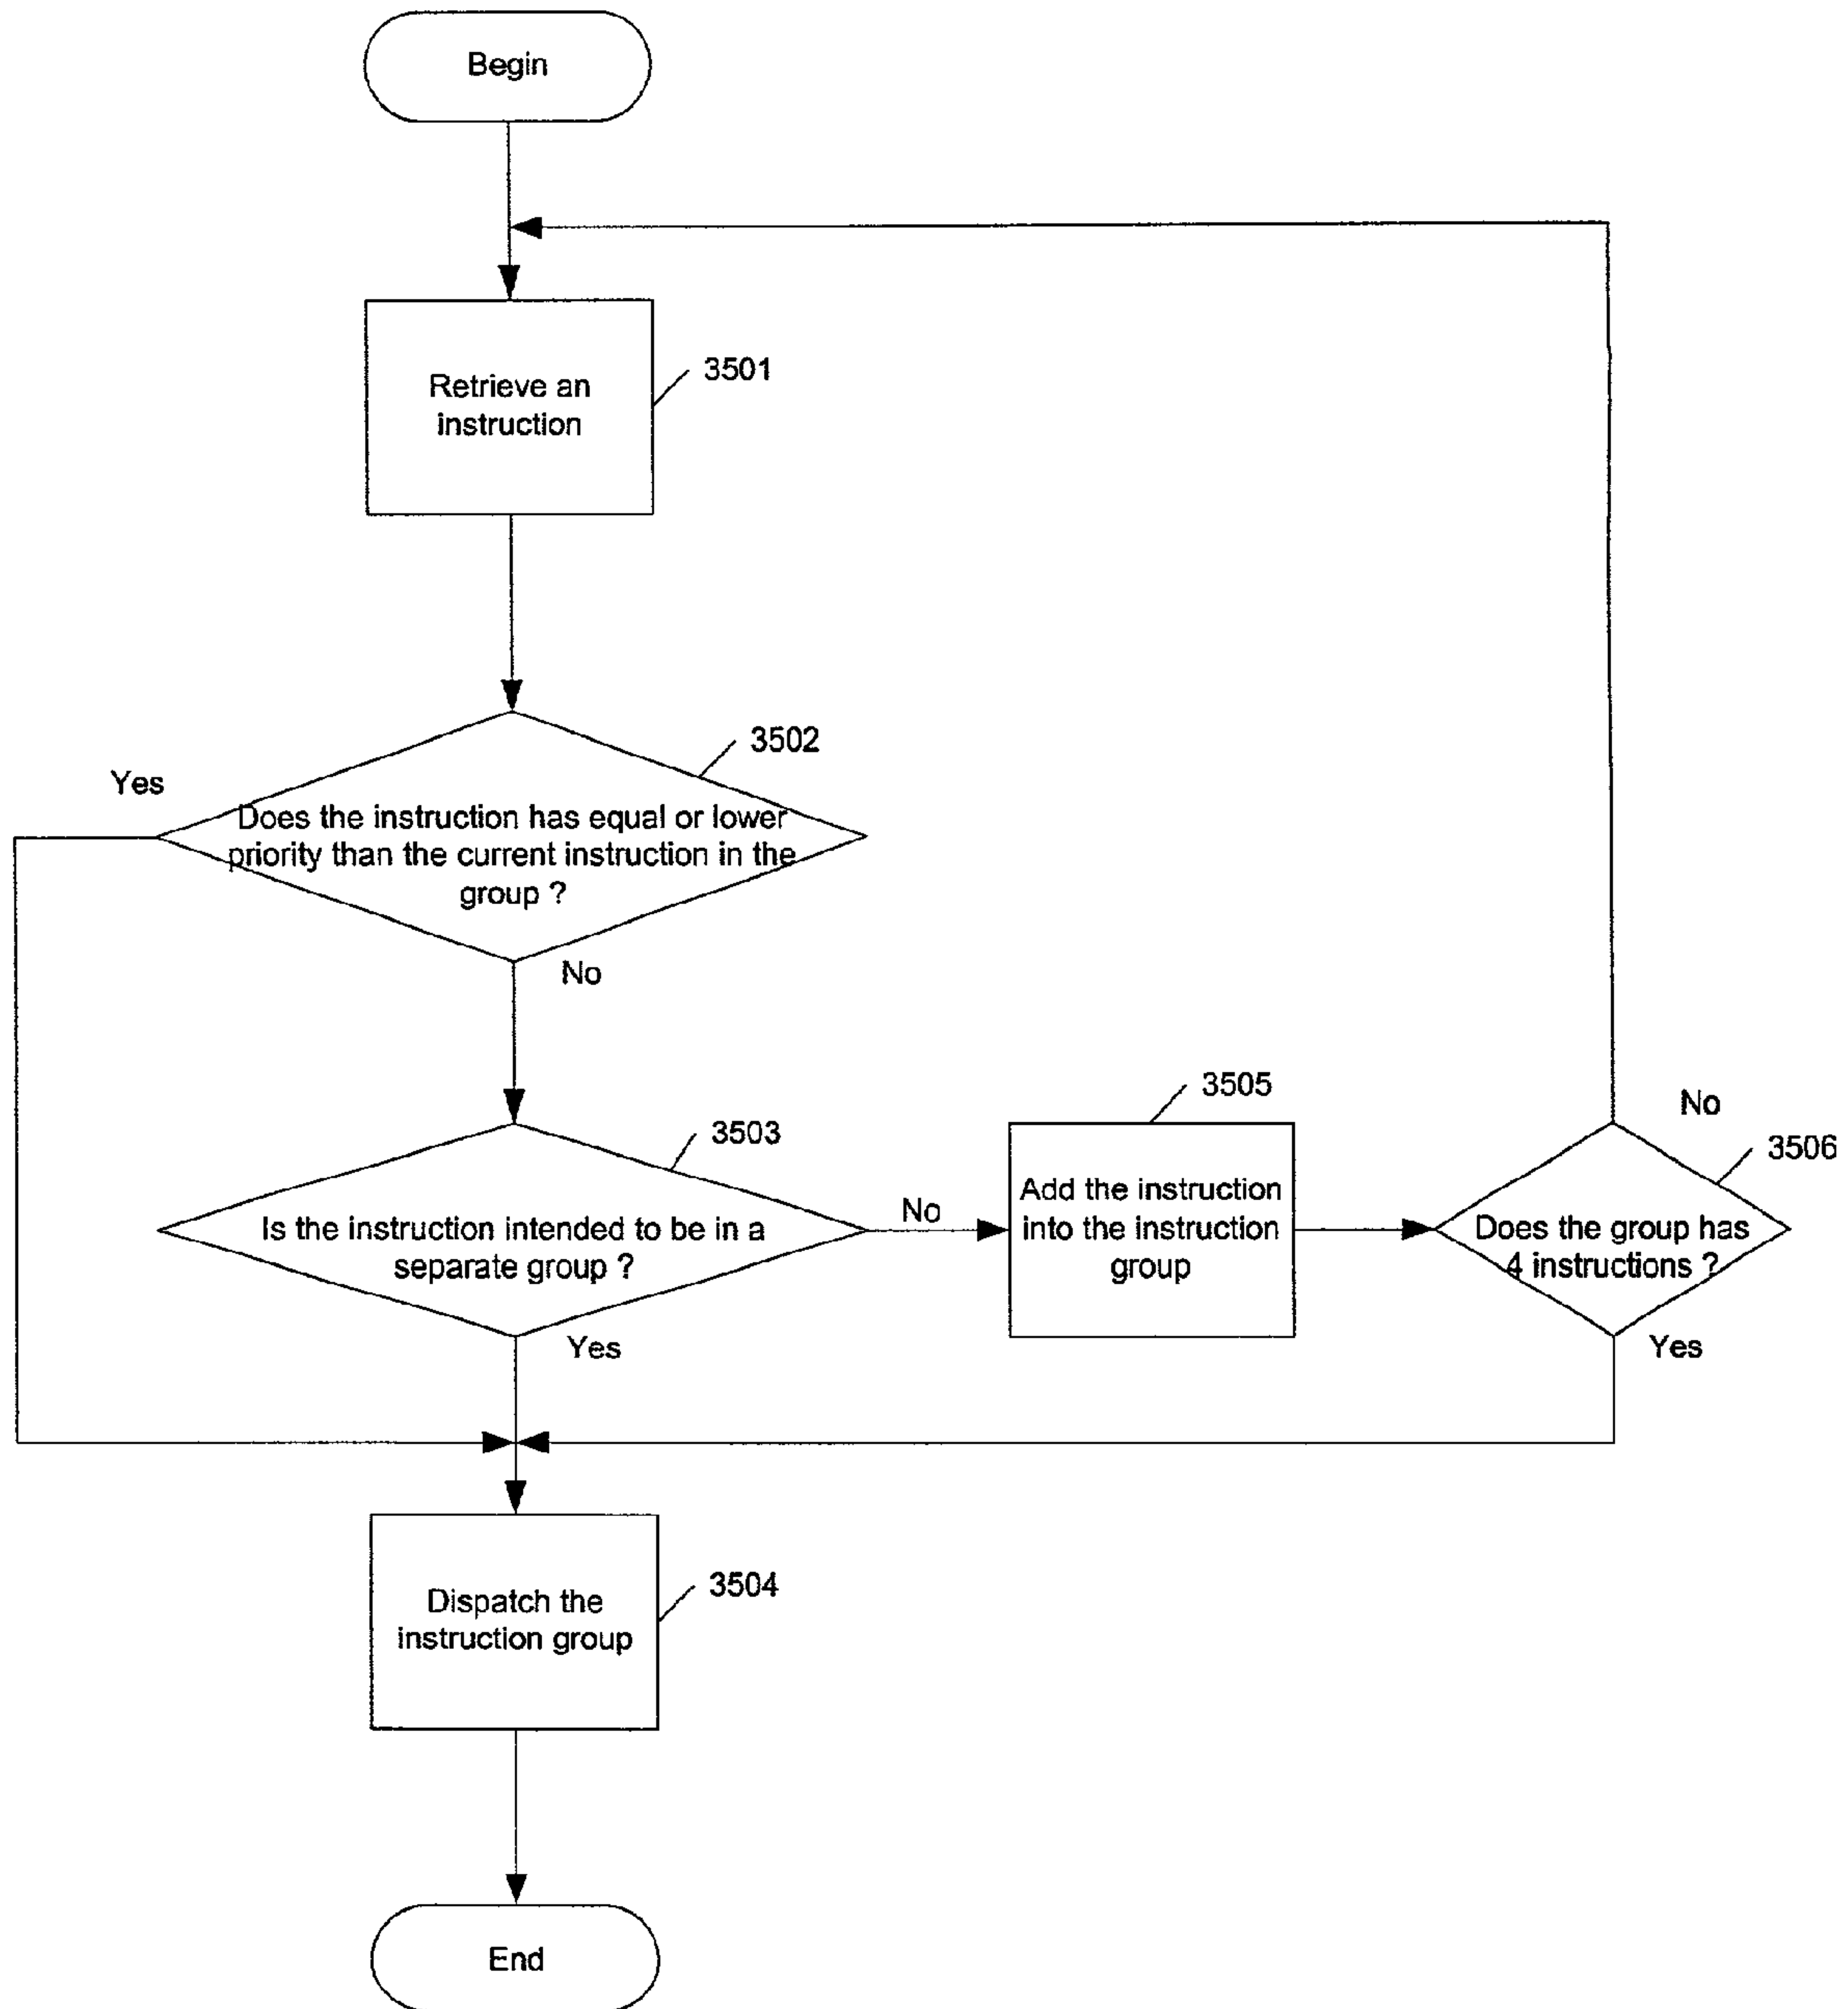 Begin
Retrieve an
instruction
3501
3502
Yes
Does the instruction has equal or lower
priority than the current instruction in the
group ?
No
3503
Is the instruction intended to be in a
separate group ?
No
Yes
3505
Add the instruction
into the instruction
group
No
3506
Does the group has
4 instructions ?
Yes
Dispatch the
instruction group
3504
End